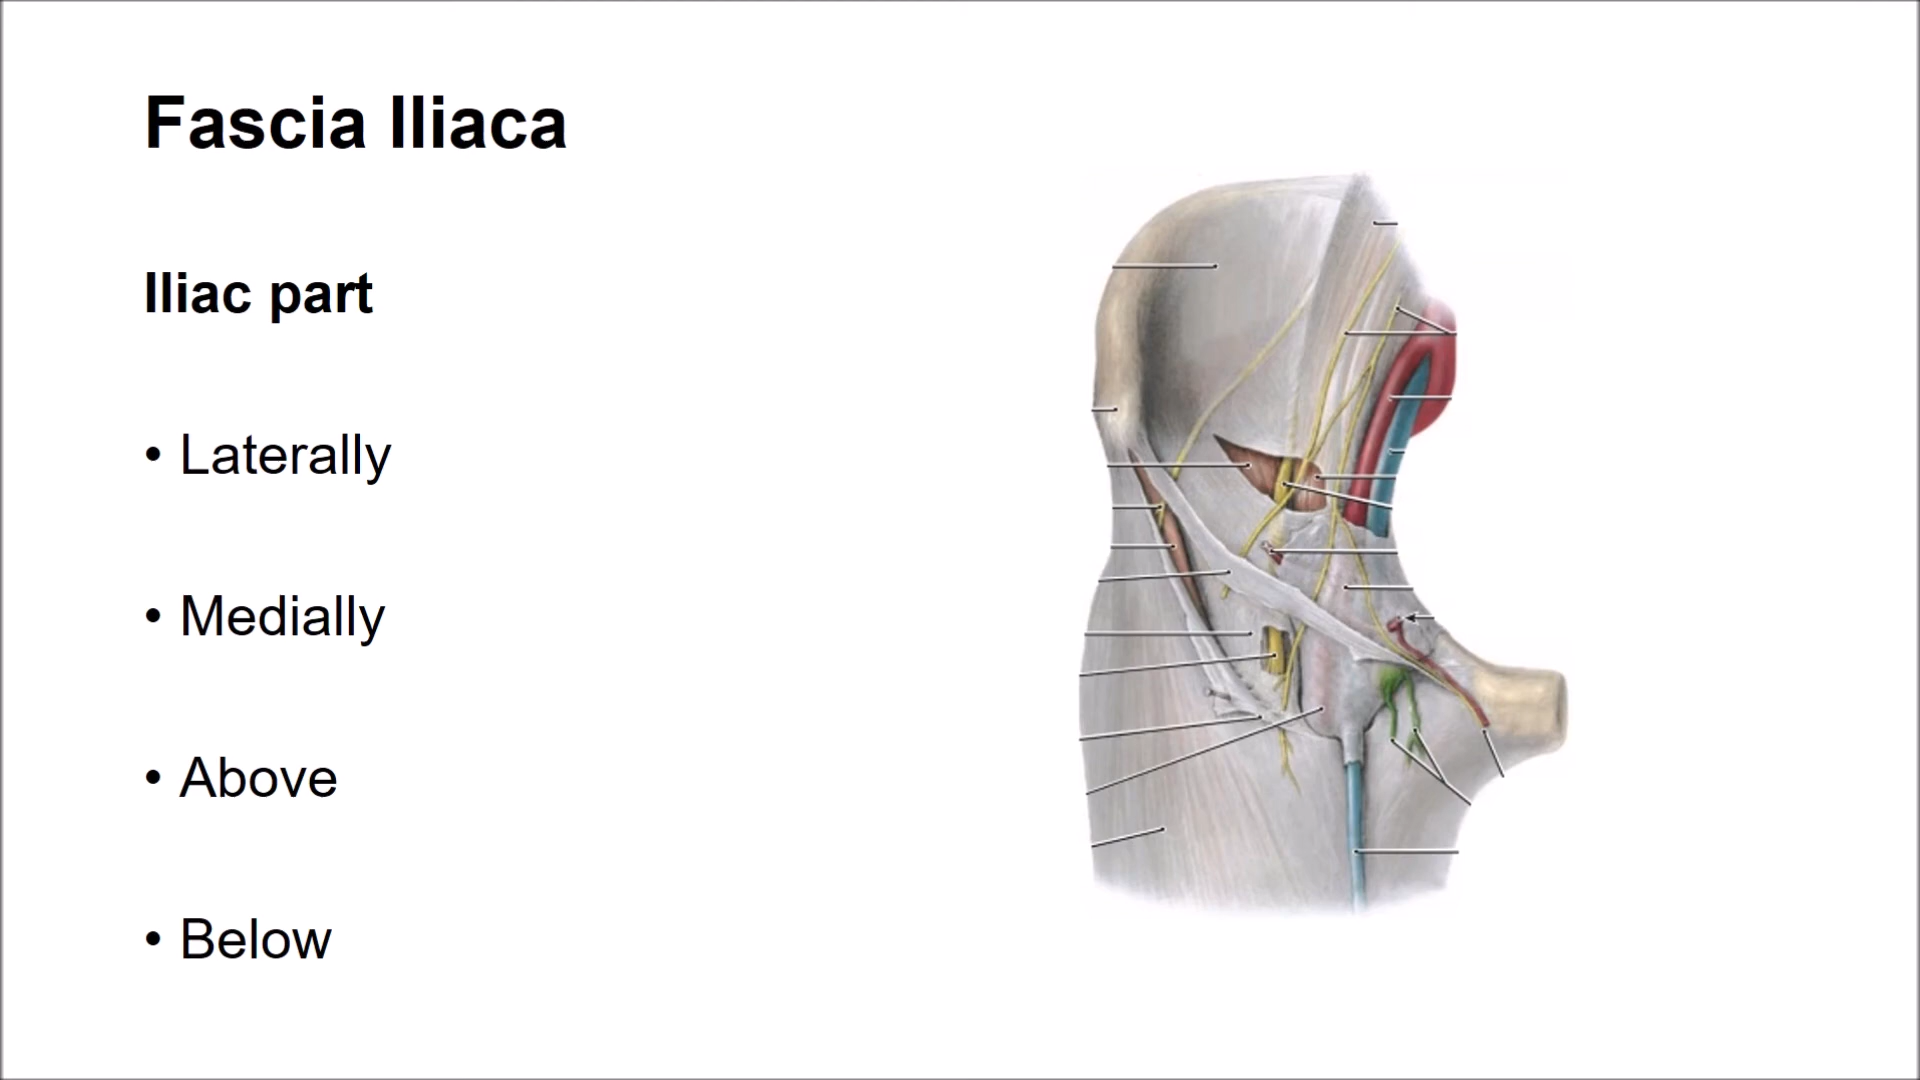 Fascia Iliaca
Iliac part
• Laterally
• Medially
• Above
• Below